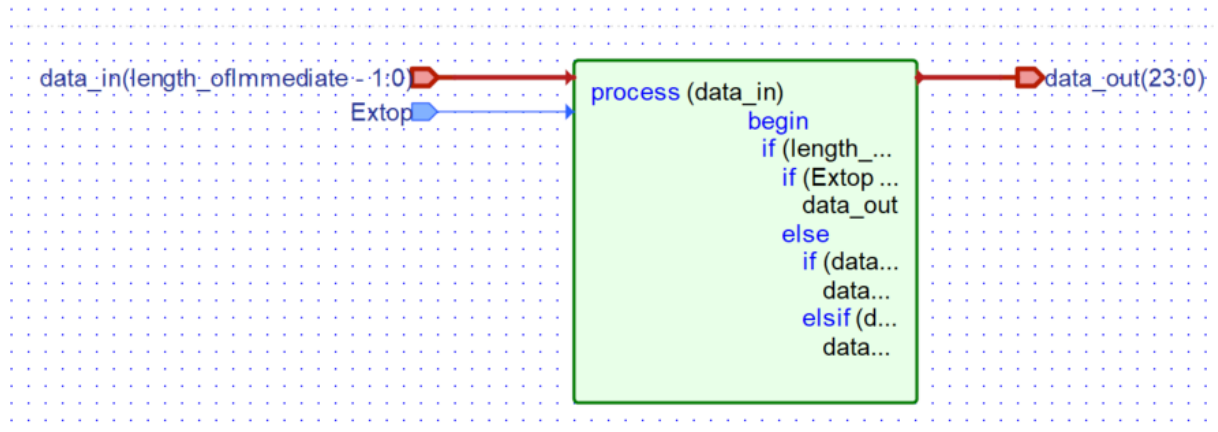 data_in(length_ofImmediate - 1:0)
Extop
process (data_in)
begin
if (length_...
if (Extop ...
data_out
else
if (data...
data...
elsif (d...
data...
data_out(23:0)